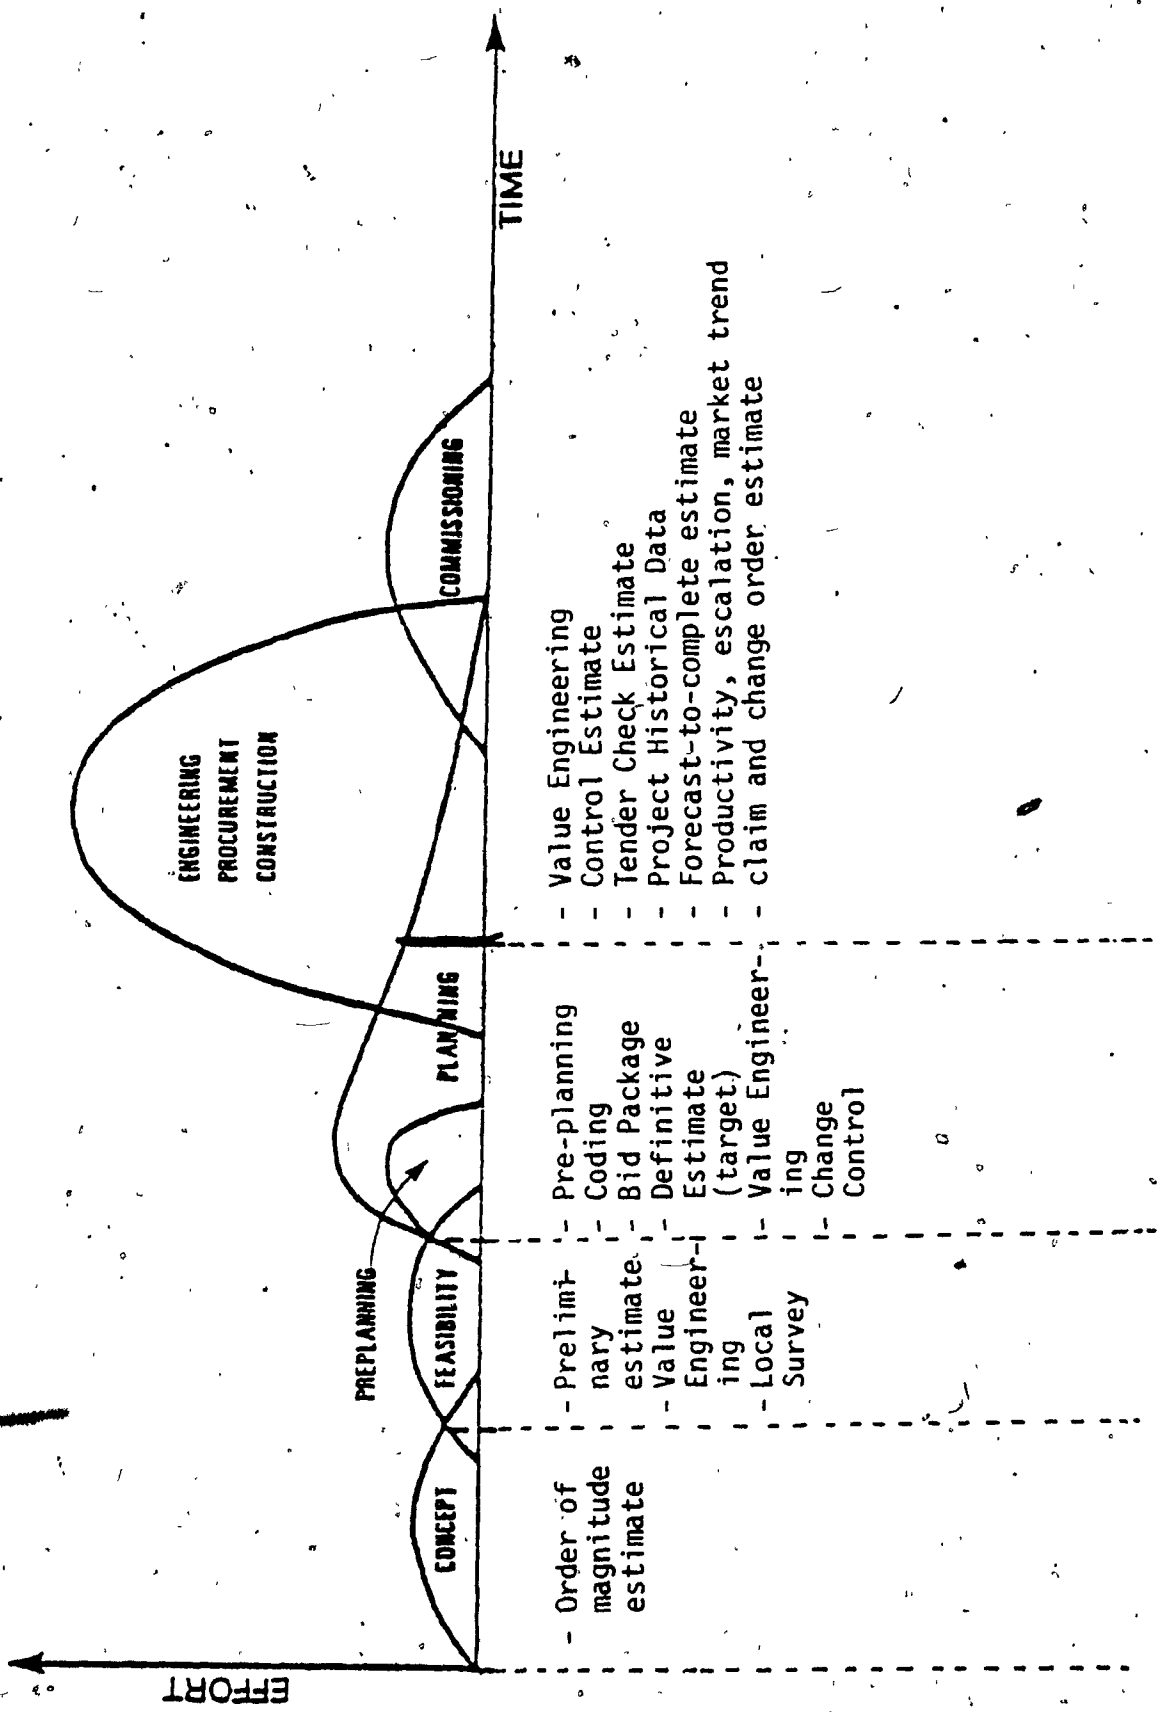 EFFORT
ENGINEERING
PROCUREMENT
CONSTRUCTION
PREPLANNING
CONCEPT
FEASIBILITY
PLANNING
COMMISSIONING
TIME
- Order of
magnitude
estimate
- Prelimi-
nary
estimate
- Value
Engineer-
ing
- Local
Survey
- Pre-planning
- Coding
- Bid Package
- Definitive
Estimate
(target)
- Value Engineer-
ing
- Change
Control
- Value Engineering
- Control Estimate
- Tender Check Estimate
- Project Historical Data
- Forecast-to-complete estimate
- Productivity, escalation, market trend
- claim and change order estimate